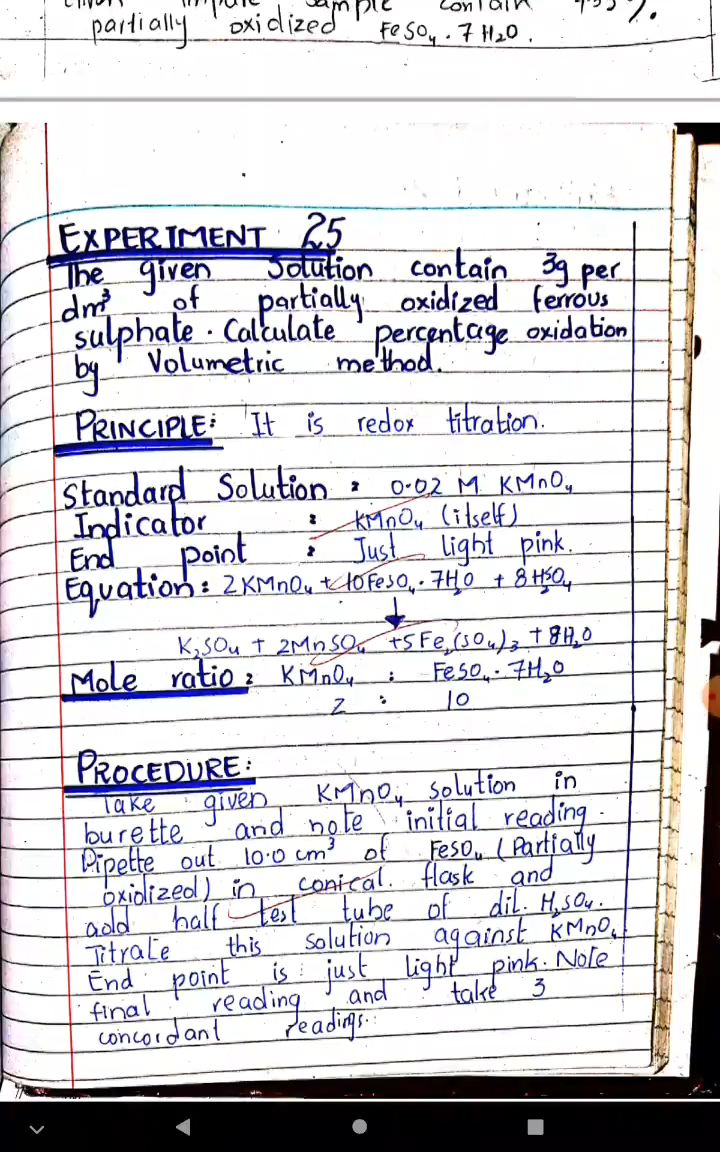 partially oxidized FeSO₄ . 7H₂O.
EXPERIMENT 25
The given Solution contain 3g per
dm³ of partially oxidized ferrous
sulphate. Calculate percentage oxidation
by Volumetric method.
PRINCIPLE: It is redox titration.
Standard Solution : 0.02 M KMnO₄
Indicator : KMnO₄ (itself)
End point : Just light pink.
Equation : 2KMnO₄ + 10FeSO₄ . 7H₂O + 8H₂SO₄
↓
K₂SO₄ + 2MnSO₄ + 5Fe₂(SO₄)₃ + 8H₂O
Mole ratio : KMnO₄ : FeSO₄ . 7H₂O
2 : 10
PROCEDURE:
Take given KMnO₄ solution in
burette and note initial reading.
Pipette out 10.0 cm³ of FeSO₄ (Partially
oxidized) in conical flask and
add half test tube of dil. H₂SO₄.
Titrate this solution against KMnO₄
End point is just light pink. Note
final reading and take 3
concordant readings.